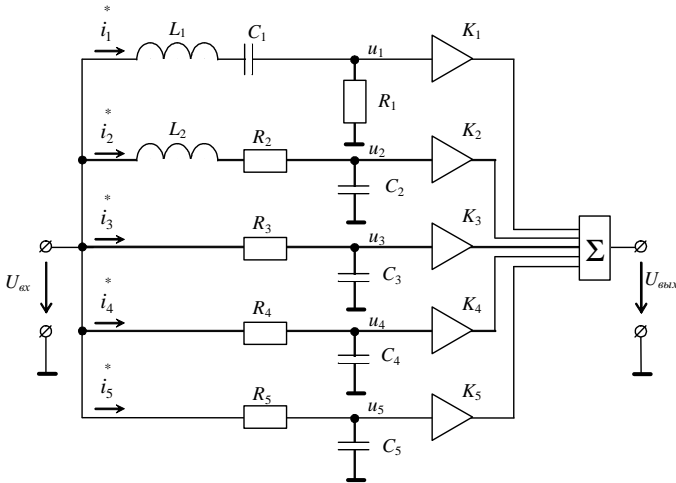 i₁* L₁ C₁ u₁ K₁
R₁
i₂* L₂ R₂ u₂ K₂
C₂
i₃* R₃ u₃ K₃
C₃
Σ
Uвх Uвых
i₄* R₄ u₄ K₄
C₄
i₅* R₅ u₅ K₅
C₅